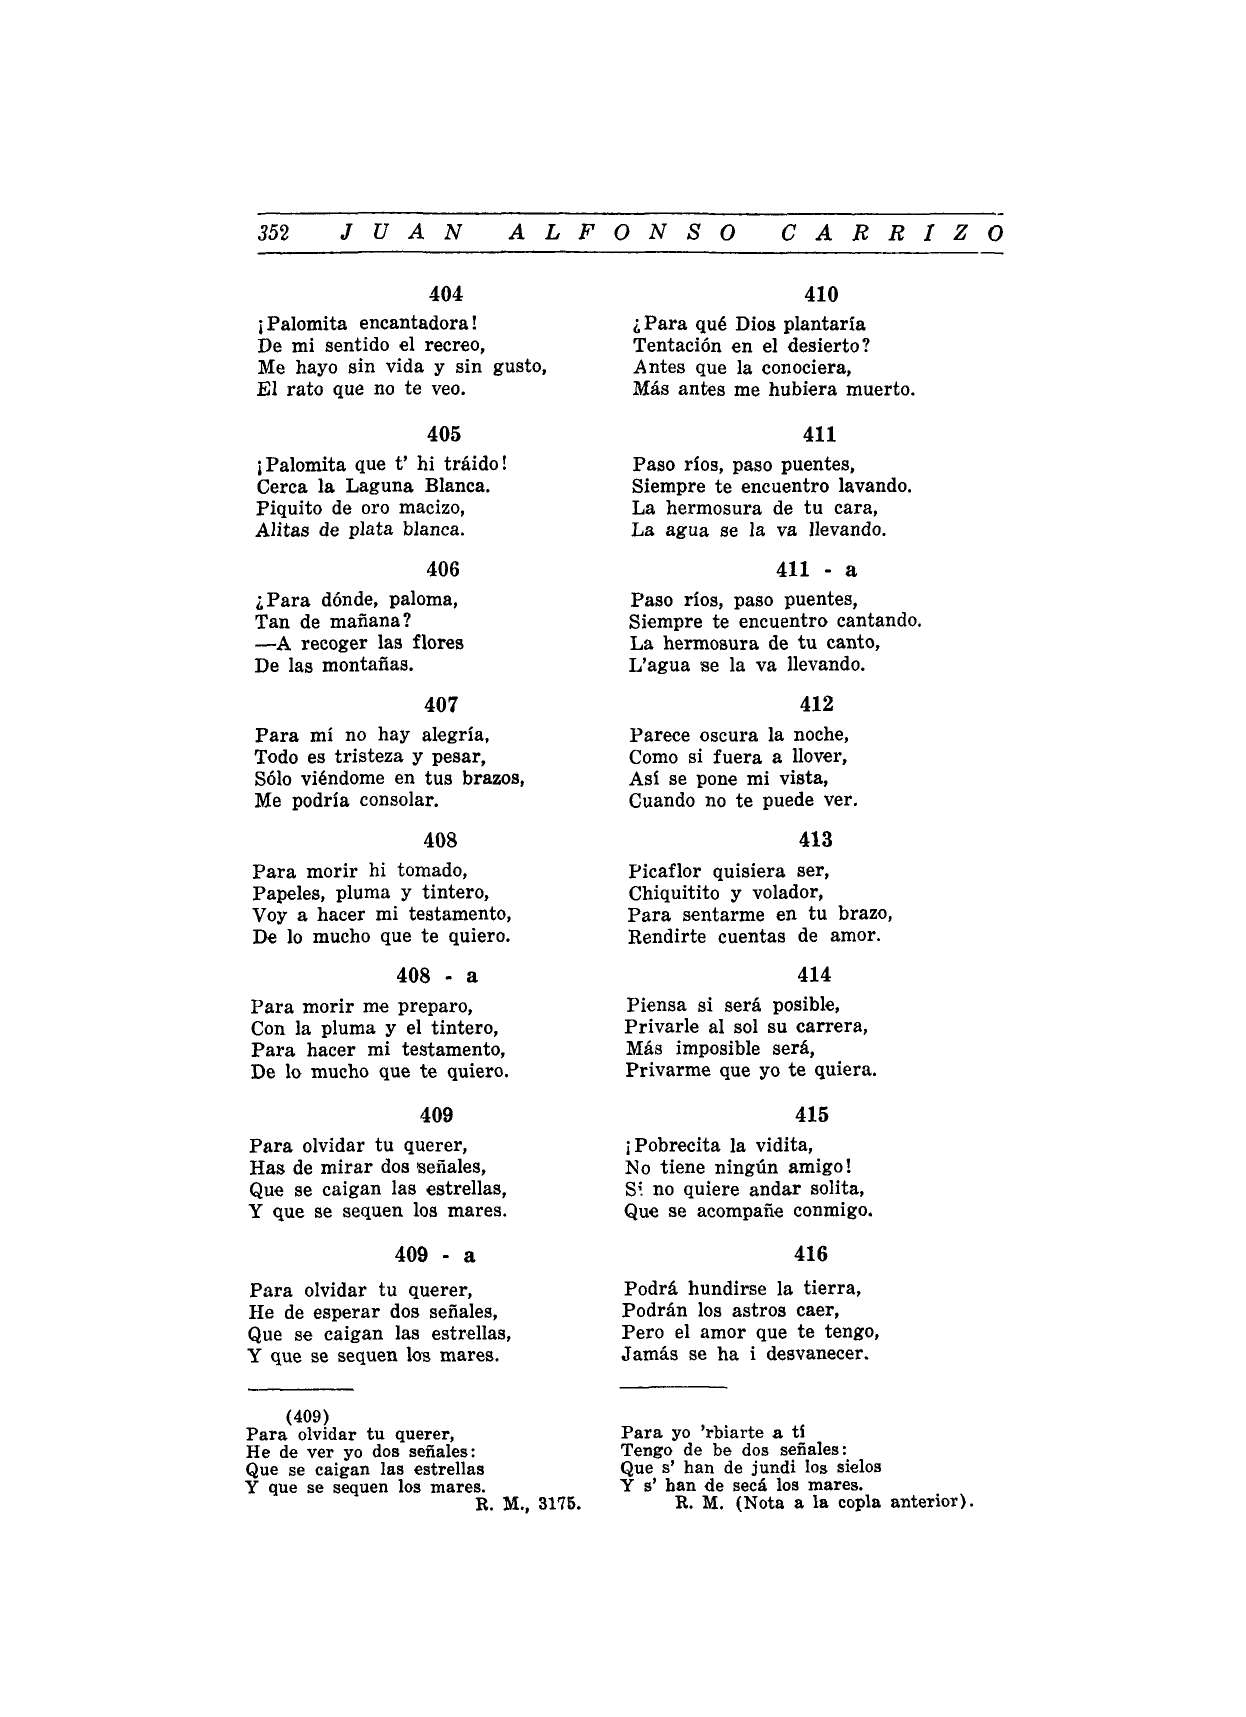 352 JUAN ALFONSO CARRIZO
404
¡Palomita encantadora!
De mi sentido el recreo,
Me hayo sin vida y sin gusto,
El rato que no te veo.
405
¡Palomita que t' hi tráido!
Cerca la Laguna Blanca.
Piquito de oro macizo,
Alitas de plata blanca.
406
¿Para dónde, paloma,
Tan de mañana?
—A recoger las flores
De las montañas.
407
Para mí no hay alegría,
Todo es tristeza y pesar,
Sólo viéndome en tus brazos,
Me podría consolar.
408
Para morir hi tomado,
Papeles, pluma y tintero,
Voy a hacer mi testamento,
De lo mucho que te quiero.
408 - a
Para morir me preparo,
Con la pluma y el tintero,
Para hacer mi testamento,
De lo mucho que te quiero.
409
Para olvidar tu querer,
Has de mirar dos señales,
Que se caigan las estrellas,
Y que se sequen los mares.
409 - a
Para olvidar tu querer,
He de esperar dos señales,
Que se caigan las estrellas,
Y que se sequen los mares.
(409)
Para olvidar tu querer,
He de ver yo dos señales:
Que se caigan las estrellas
Y que se sequen los mares.
R. M., 3175.
410
¿Para qué Dios plantaría
Tentación en el desierto?
Antes que la conociera,
Más antes me hubiera muerto.
411
Paso ríos, paso puentes,
Siempre te encuentro lavando.
La hermosura de tu cara,
La agua se la va llevando.
411 - a
Paso ríos, paso puentes,
Siempre te encuentro cantando.
La hermosura de tu canto,
L'agua se la va llevando.
412
Parece oscura la noche,
Como si fuera a llover,
Así se pone mi vista,
Cuando no te puede ver.
413
Picaflor quisiera ser,
Chiquitito y volador,
Para sentarme en tu brazo,
Rendirte cuentas de amor.
414
Piensa si será posible,
Privarle al sol su carrera,
Más imposible será,
Privarme que yo te quiera.
415
¡Pobrecita la vidita,
No tiene ningún amigo!
Si no quiere andar solita,
Que se acompañe conmigo.
416
Podrá hundirse la tierra,
Podrán los astros caer,
Pero el amor que te tengo,
Jamás se ha i desvanecer.
Para yo 'rbiarte a tí
Tengo de be dos señales:
Que s' han de jundi los sielos
Y s' han de secá los mares.
R. M. (Nota a la copla anterior).